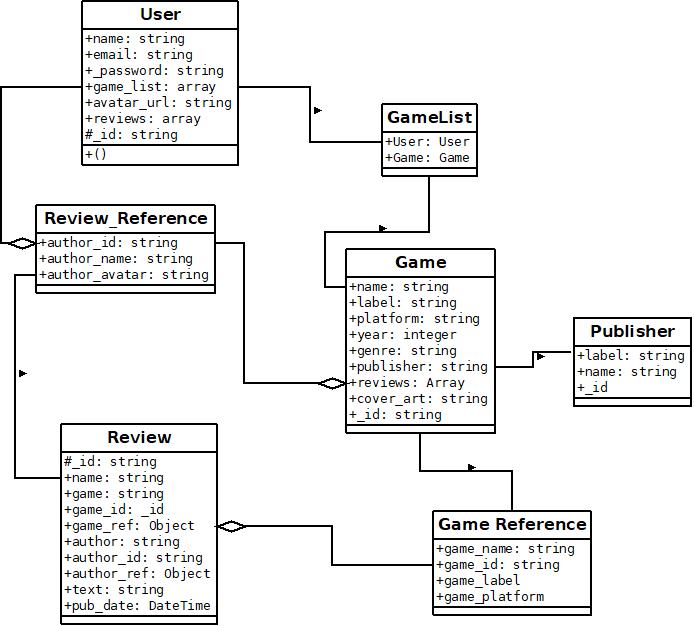 User
+name: string
+email: string
+_password: string
+game_list: array
+avatar_url: string
+reviews: array
#_id: string
+()
GameList
+User: User
+Game: Game
Review_Reference
+author_id: string
+author_name: string
+author_avatar: string
Game
+name: string
+label: string
+platform: string
+year: integer
+genre: string
+publisher: string
+reviews: Array
+cover_art: string
+_id: string
Publisher
+label: string
+name: string
+_id
Review
#_id: string
+name: string
+game: string
+game_id: _id
+game_ref: Object
+author: string
+author_id: string
+author_ref: Object
+text: string
+pub_date: DateTime
Game Reference
+game_name: string
+game_id: string
+game_label
+game_platform